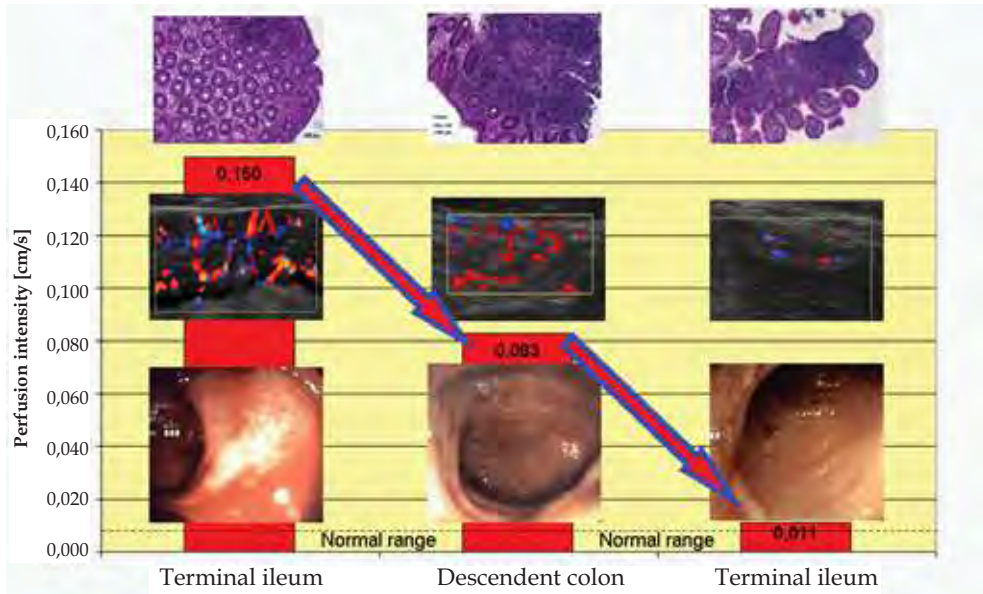 0,160
0,140
0,120
0,100
0,080
0,060
0,040
0,020
0,000
Perfusion intensity [cm/s]
0,150
0,083
0,011
Normal range
Normal range
Terminal ileum
Descendent colon
Terminal ileum